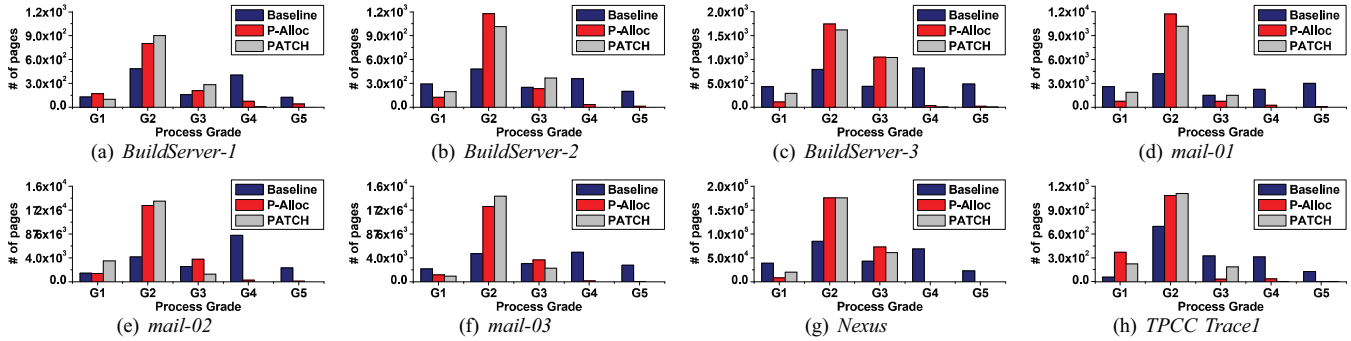 1.2x10³ Baseline
P-Alloc
PATCH
9.0x10²
6.0x10²
3.0x10²
0.0
# of pages
G1 G2 G3 G4 G5
Process Grade
(a) BuildServer-1
1.2x10³ Baseline
P-Alloc
PATCH
9.0x10²
6.0x10²
3.0x10²
0.0
# of pages
G1 G2 G3 G4 G5
Process Grade
(b) BuildServer-2
2.0x10³ Baseline
P-Alloc
PATCH
1.5x10³
1.0x10³
5.0x10²
0.0
# of pages
G1 G2 G3 G4 G5
Process Grade
(c) BuildServer-3
1.2x10⁴ Baseline
P-Alloc
PATCH
9.0x10³
6.0x10³
3.0x10³
0.0
# of pages
G1 G2 G3 G4 G5
Process Grade
(d) mail-01
1.6x10⁴ Baseline
P-Alloc
PATCH
4.0x10³
0.0
# of pages
G1 G2 G3 G4 G5
Process Grade
(e) mail-02
1.6x10⁴ Baseline
P-Alloc
PATCH
4.0x10³
0.0
# of pages
G1 G2 G3 G4 G5
Process Grade
(f) mail-03
2.0x10⁵ Baseline
P-Alloc
PATCH
1.5x10⁵
1.0x10⁵
5.0x10⁴
0.0
# of pages
G1 G2 G3 G4 G5
Process Grade
(g) Nexus
1.2x10³ Baseline
P-Alloc
PATCH
9.0x10²
6.0x10²
3.0x10²
0.0
# of pages
G1 G2 G3 G4 G5
Process Grade
(h) TPCC Trace1